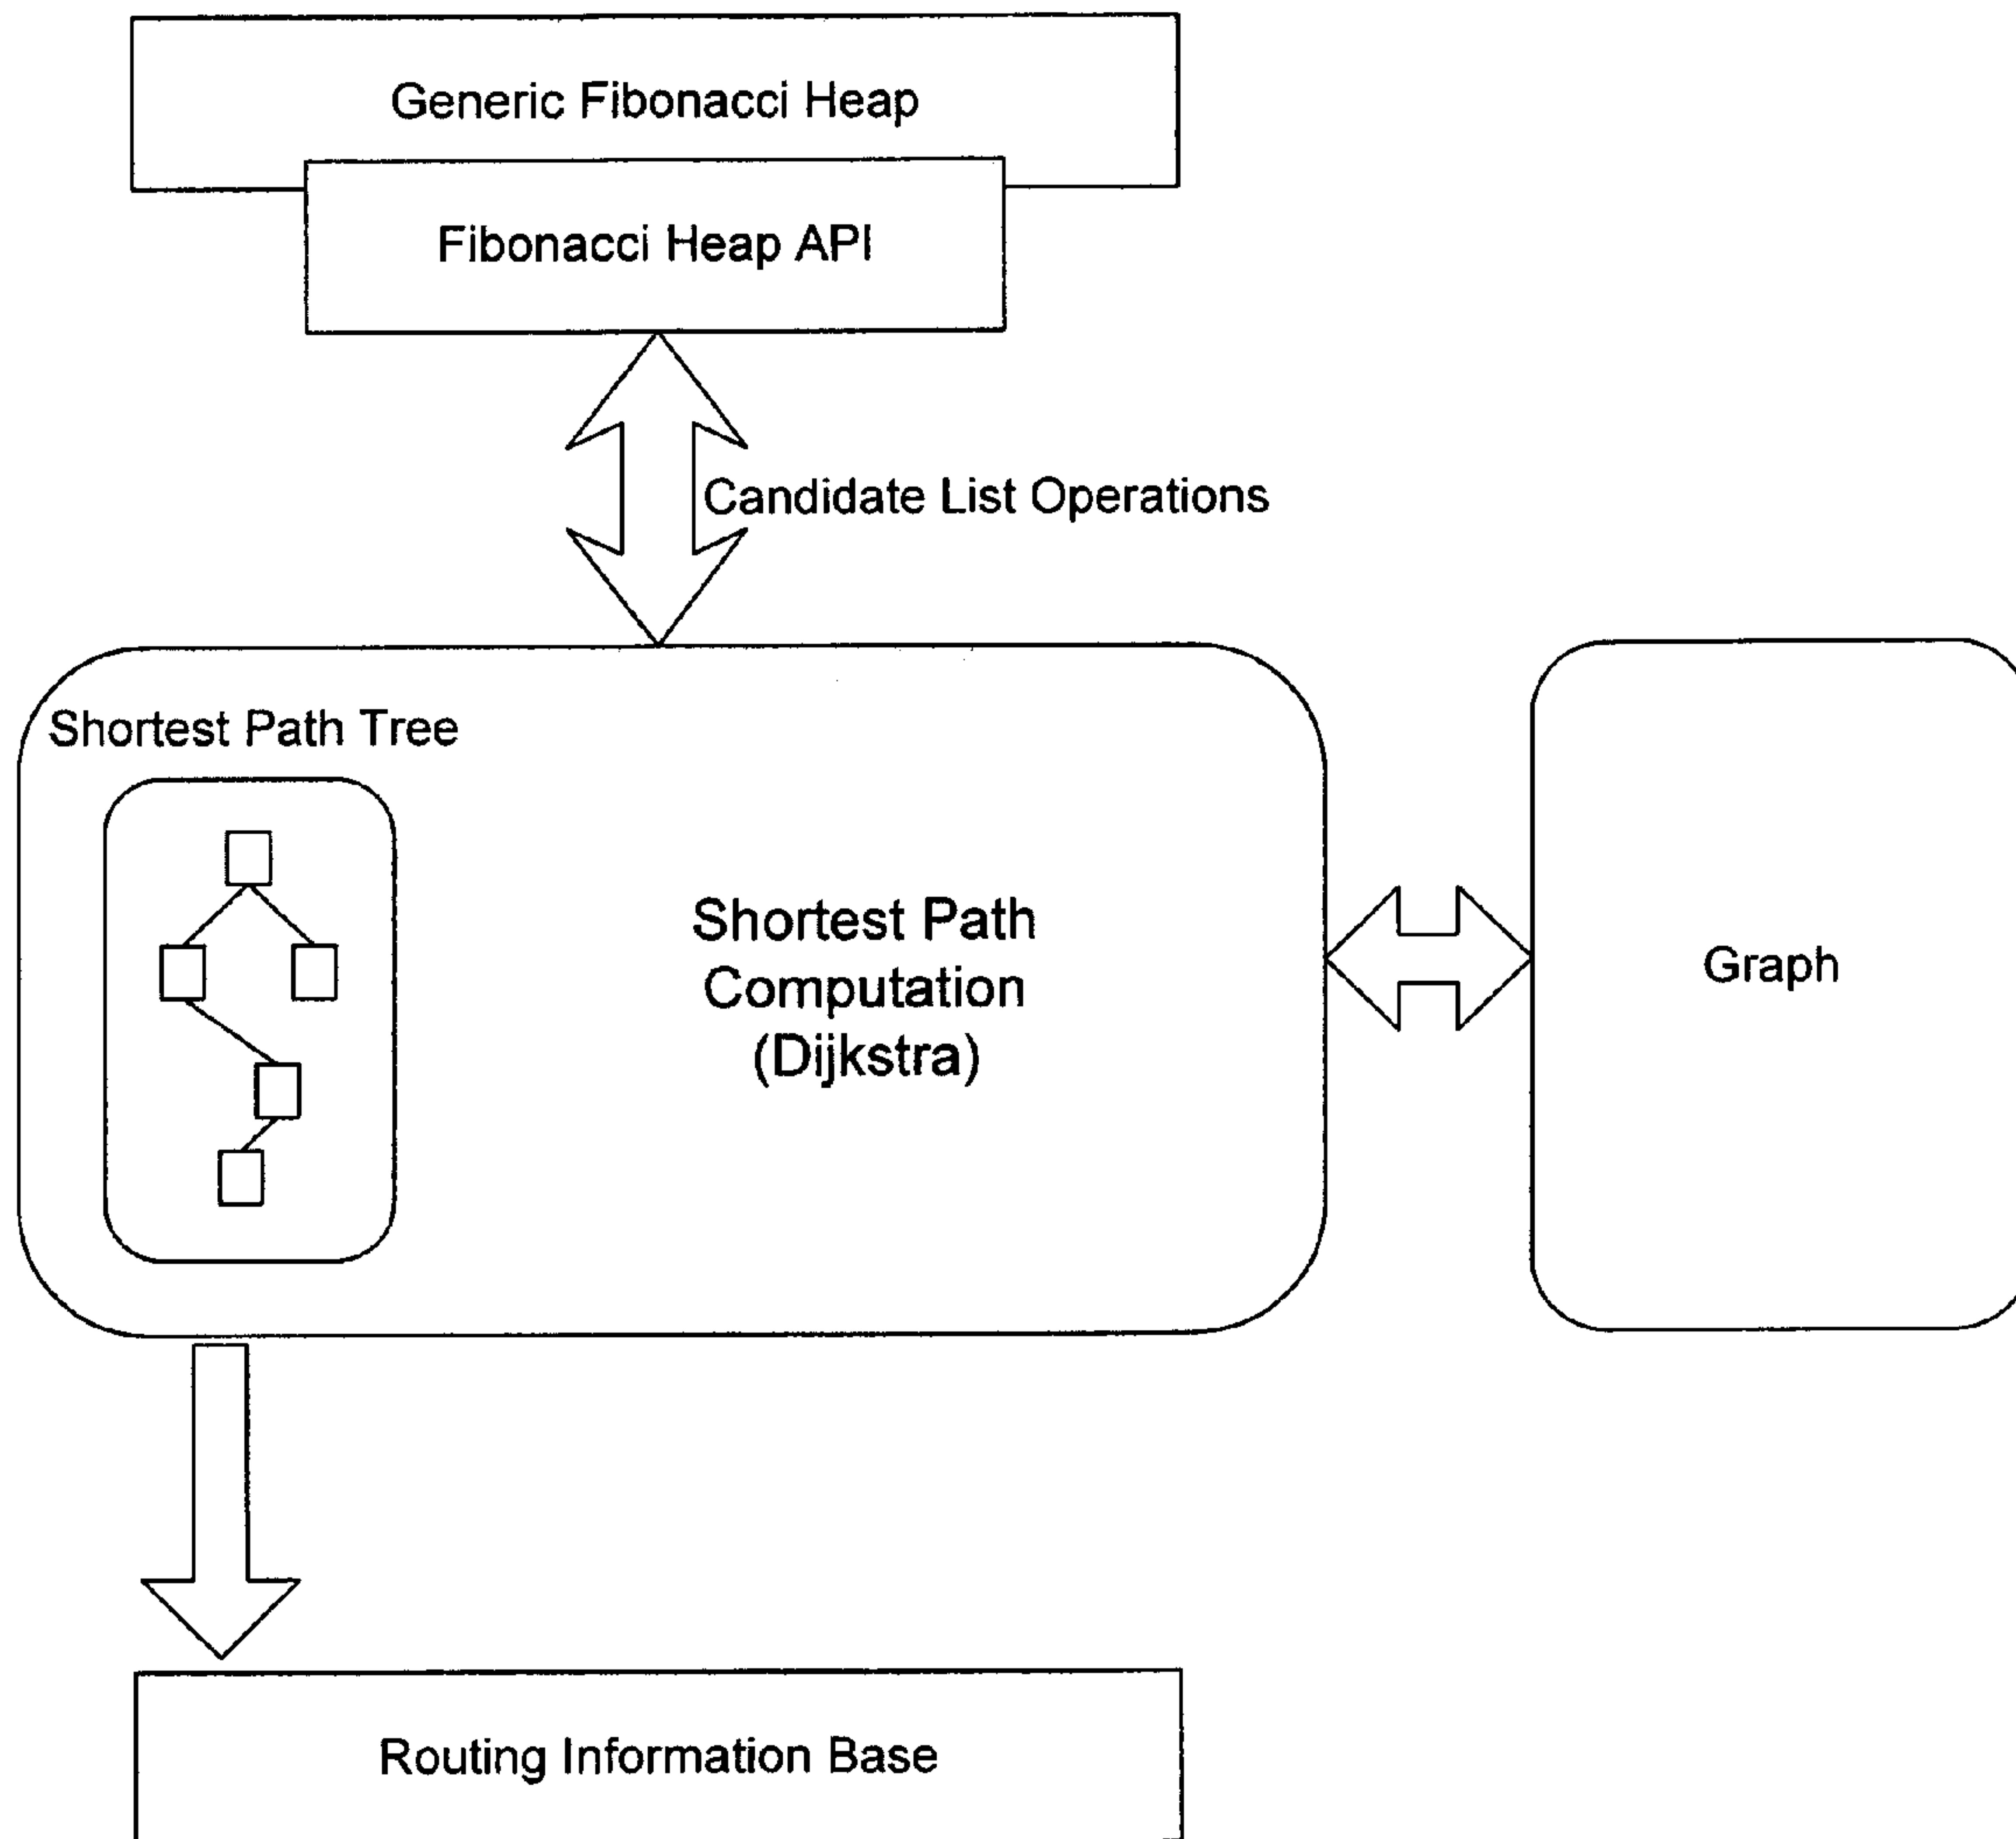 Generic Fibonacci Heap
Fibonacci Heap API
Candidate List Operations
Shortest Path Tree
Shortest Path
Computation
(Dijkstra)
Graph
Routing Information Base